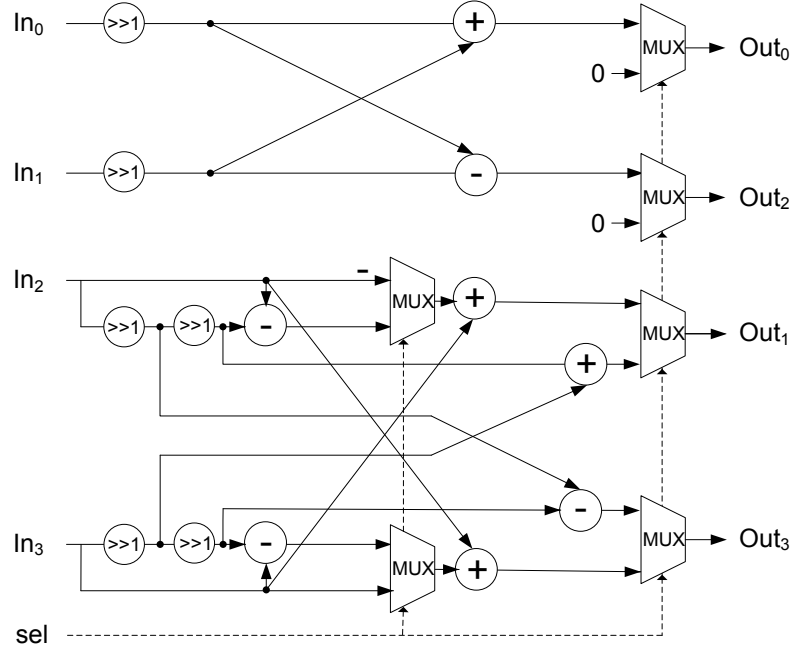 In0 >>1 + MUX Out0
0
In1 >>1 - MUX Out2
0
In2 - MUX + MUX Out1
>>1 >>1 -
+
-
In3 >>1 >>1 - MUX Out3
MUX +
sel